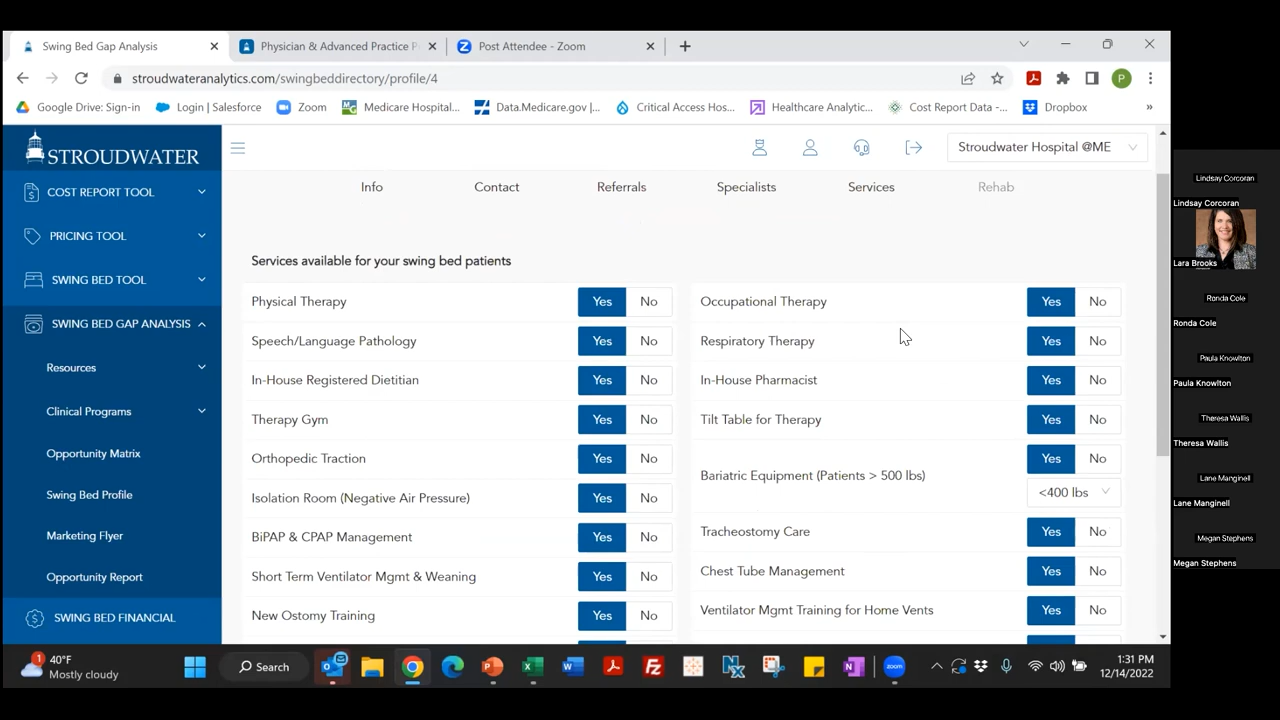 Swing Bed Gap Analysis
Physician & Advanced Practice P
Post Attendee - Zoom
stroudwateranalytics.com/swingbeddirectory/profile/4
P
Google Drive: Sign-in
Login | Salesforce
Zoom
Medicare Hospital...
Data.Medicare.gov |...
Critical Access Hos...
Healthcare Analytic...
Cost Report Data -...
Dropbox
»
STROUDWATER
Stroudwater Hospital @ME
COST REPORT TOOL
PRICING TOOL
SWING BED TOOL
SWING BED GAP ANALYSIS
Resources
Clinical Programs
Opportunity Matrix
Swing Bed Profile
Marketing Flyer
Opportunity Report
SWING BED FINANCIAL
Info Contact Referrals Specialists Services Rehab
Services available for your swing bed patients
Physical Therapy Yes No
Occupational Therapy Yes No
Speech/Language Pathology Yes No
Respiratory Therapy Yes No
In-House Registered Dietitian Yes No
In-House Pharmacist Yes No
Therapy Gym Yes No
Tilt Table for Therapy Yes No
Orthopedic Traction Yes No
Bariatric Equipment (Patients > 500 lbs) Yes No
<400 lbs
Isolation Room (Negative Air Pressure) Yes No
Tracheostomy Care Yes No
BiPAP & CPAP Management Yes No
Chest Tube Management Yes No
Short Term Ventilator Mgmt & Weaning Yes No
Ventilator Mgmt Training for Home Vents Yes No
New Ostomy Training Yes No
Lindsay Corcoran
Lindsay Corcoran
Lara Brooks
Ronda Cole
Ronda Cole
Paula Knowlton
Paula Knowlton
Theresa Wallis
Theresa Wallis
Lane Manginell
Lane Manginell
Megan Stephens
Megan Stephens
1
40°F
Mostly cloudy
Search
zoom
1:31 PM
12/14/2022